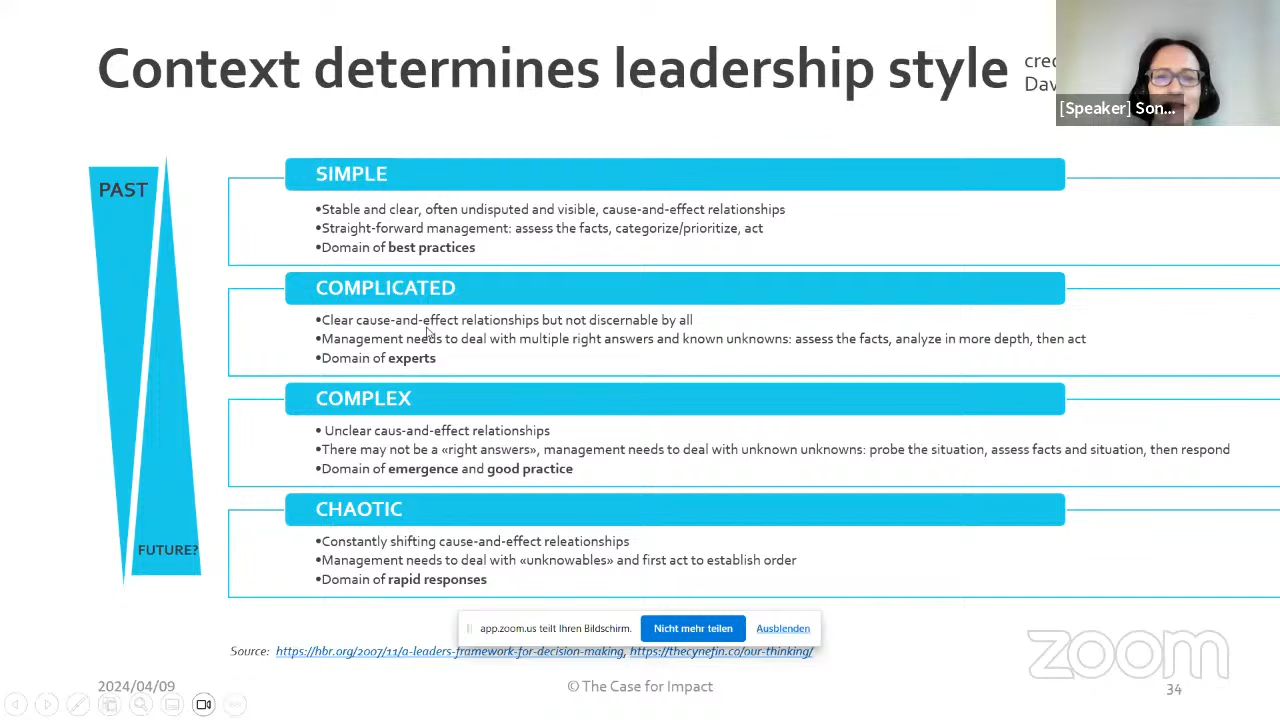 Context determines leadership style
[Speaker] Son...
PAST
FUTURE?
SIMPLE
•Stable and clear, often undisputed and visible, cause-and-effect relationships
•Straight-forward management: assess the facts, categorize/prioritize, act
•Domain of best practices
COMPLICATED
•Clear cause-and-effect relationships but not discernable by all
•Management needs to deal with multiple right answers and known unknowns: assess the facts, analyze in more depth, then act
•Domain of experts
COMPLEX
• Unclear caus-and-effect relationships
•There may not be a «right answers», management needs to deal with unknown unknowns: probe the situation, assess facts and situation, then respond
•Domain of emergence and good practice
CHAOTIC
•Constantly shifting cause-and-effect releationships
•Management needs to deal with «unknowables» and first act to establish order
•Domain of rapid responses
app.zoom.us teilt Ihren Bildschirm.
Nicht mehr teilen
Ausblenden
Source: https://hbr.org/2007/11/a-leaders-framework-for-decision-making, https://thecynefin.co/our-thinking/
zoom
2024/04/09
© The Case for Impact
34